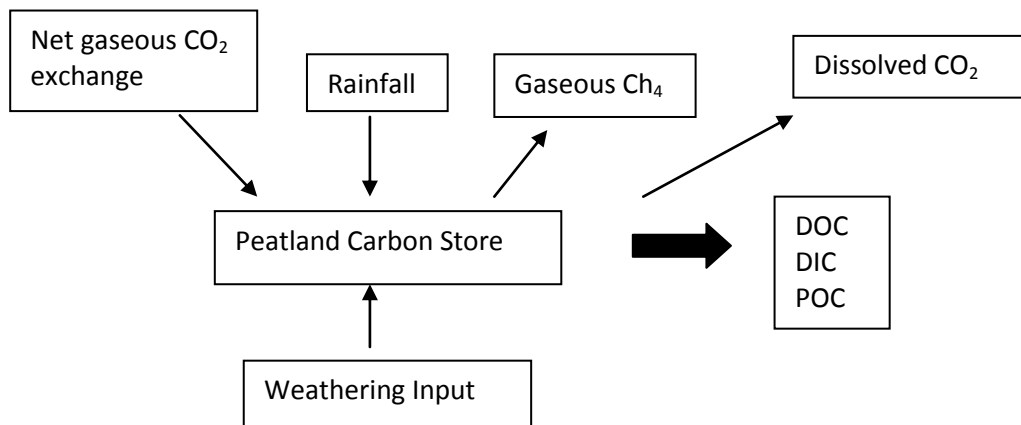 Net gaseous CO₂
exchange
Rainfall
Gaseous Ch₄
Dissolved CO₂
Peatland Carbon Store
DOC
DIC
POC
Weathering Input